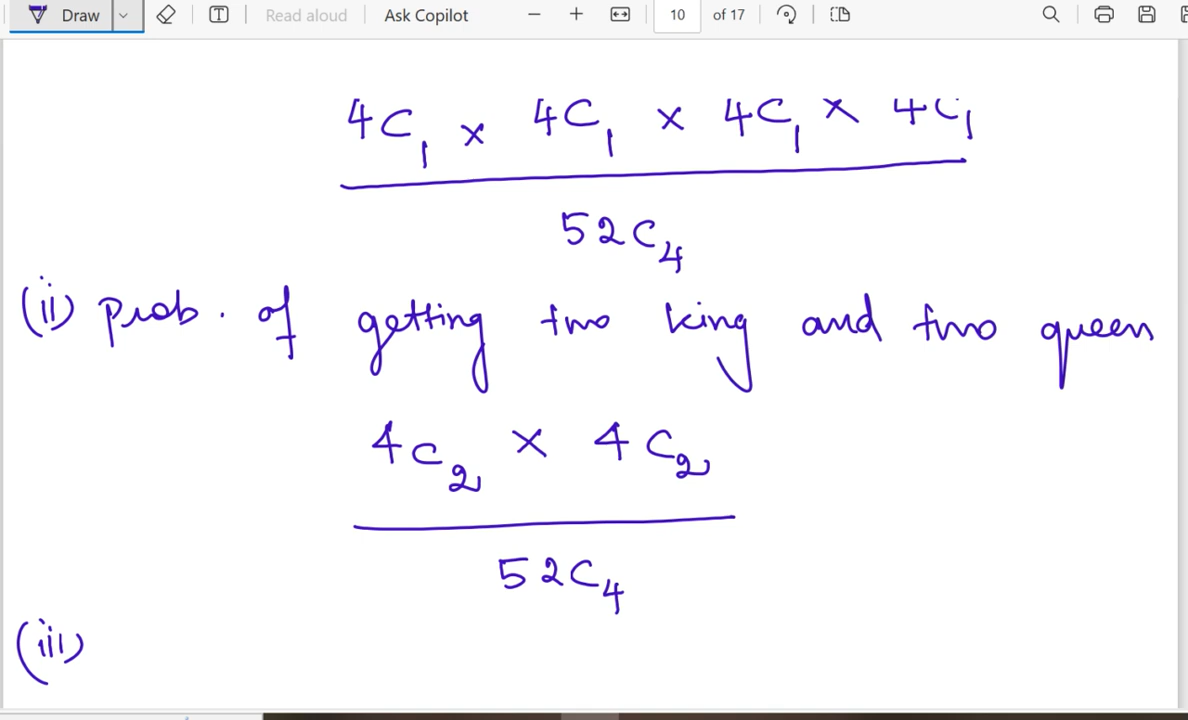 Draw Read aloud Ask Copilot 10 of 17
4C₁ × 4C₁ × 4C₁ × 4C₁
52C₄
(ii) Prob. of getting two king and two queen
4C₂ × 4C₂
52C₄
(iii)